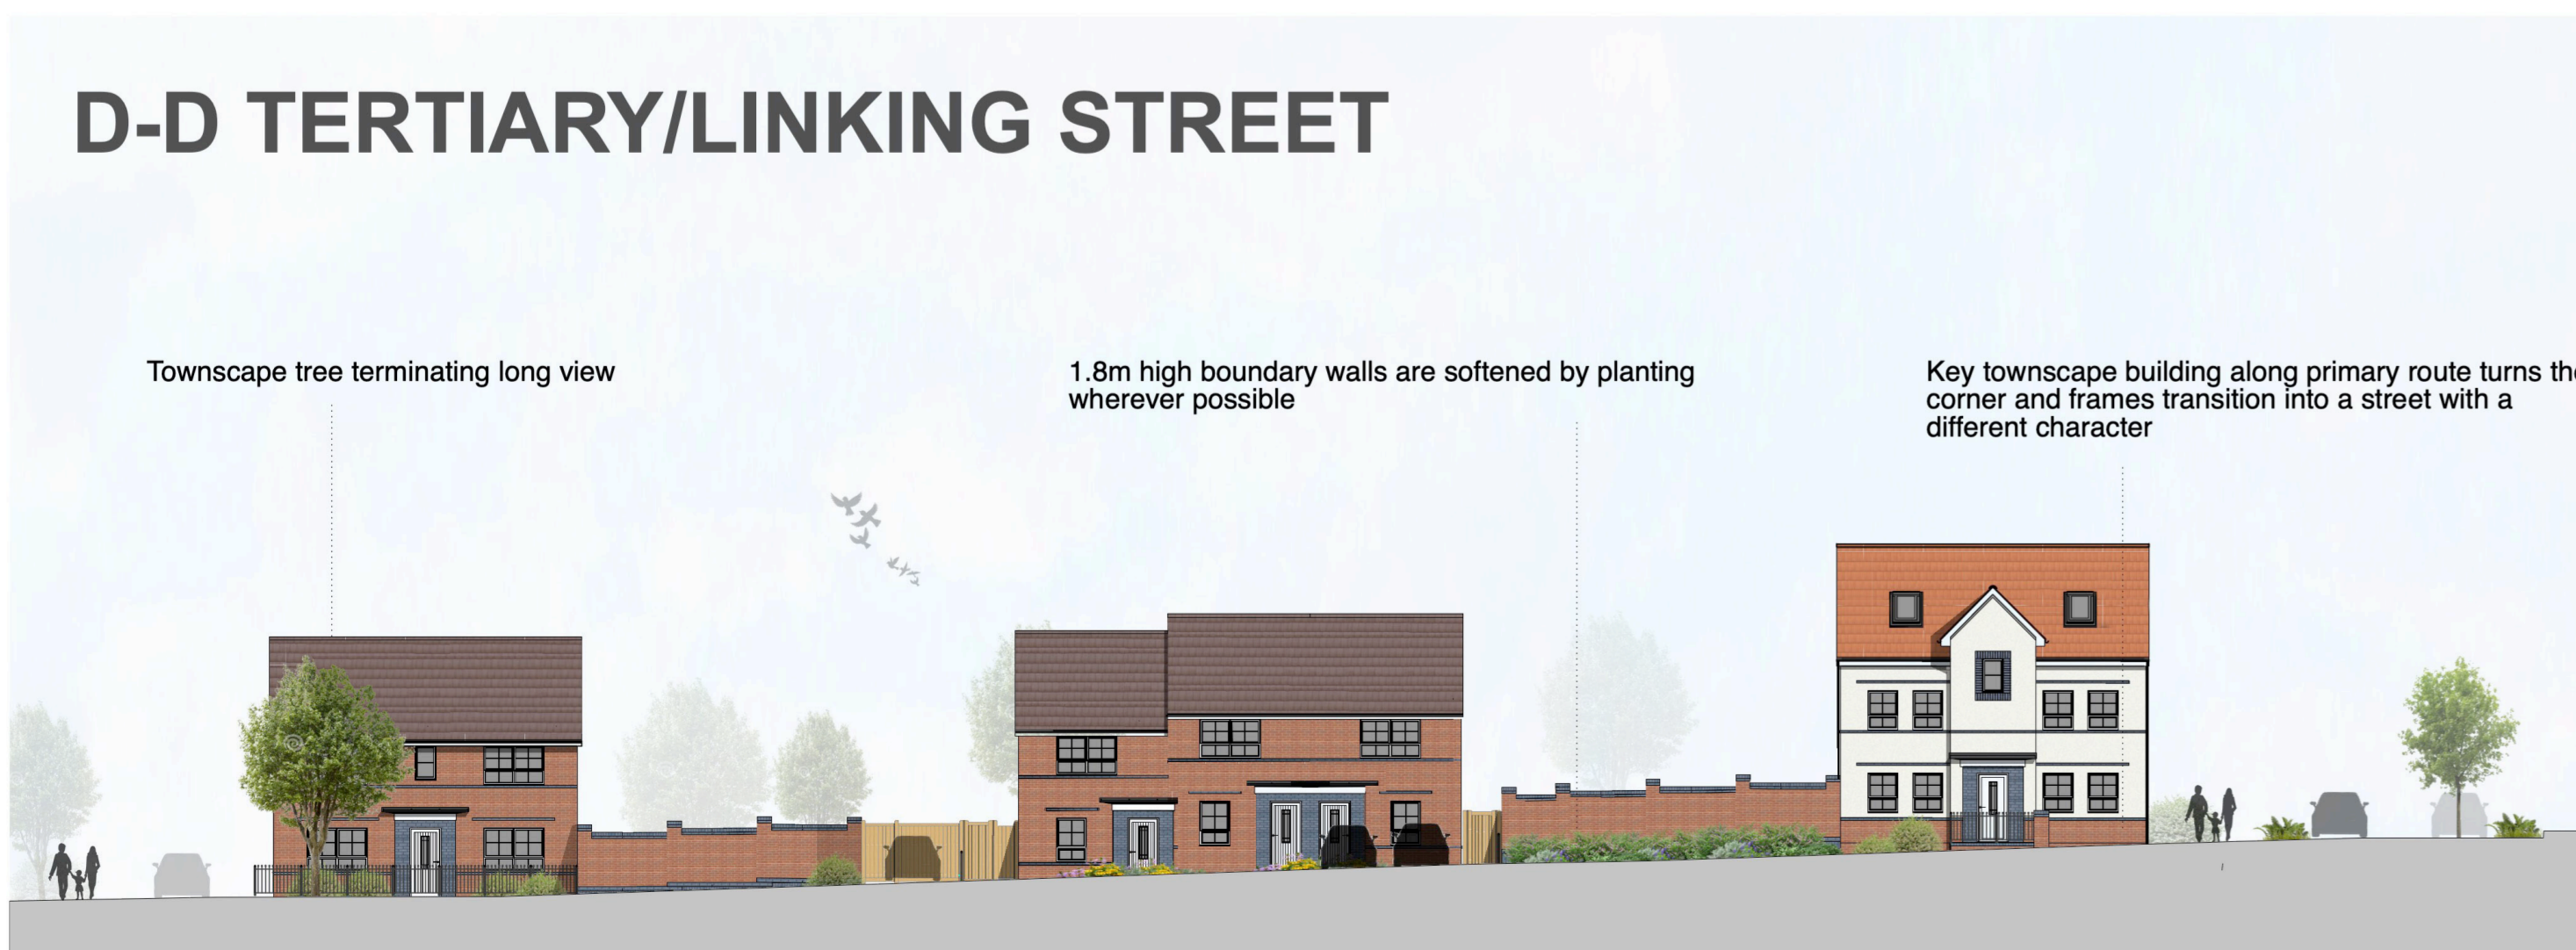 D-D TERTIARY/LINKING STREET
Townscape tree terminating long view
1.8m high boundary walls are softened by planting
wherever possible
Key townscape building along primary route turns the
corner and frames transition into a street with a
different character